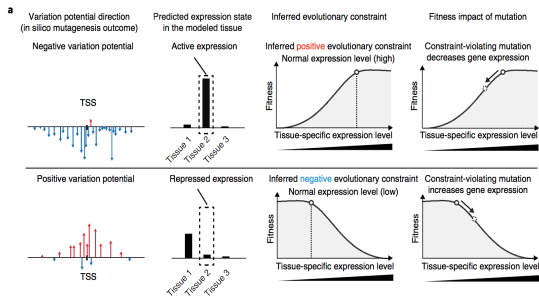 a
Variation potential direction
(in silico mutagenesis outcome)
Predicted expression state
in the modeled tissue
Inferred evolutionary constraint
Fitness impact of mutation
Negative variation potential
TSS
Active expression
Tissue 1
Tissue 2
Tissue 3
Inferred positive evolutionary constraint
Normal expression level (high)
Fitness
Tissue-specific expression level
Constraint-violating mutation
decreases gene expression
Fitness
Tissue-specific expression level
Positive variation potential
TSS
Repressed expression
Tissue 1
Tissue 2
Tissue 3
Inferred negative evolutionary constraint
Normal expression level (low)
Fitness
Tissue-specific expression level
Constraint-violating mutation
increases gene expression
Fitness
Tissue-specific expression level